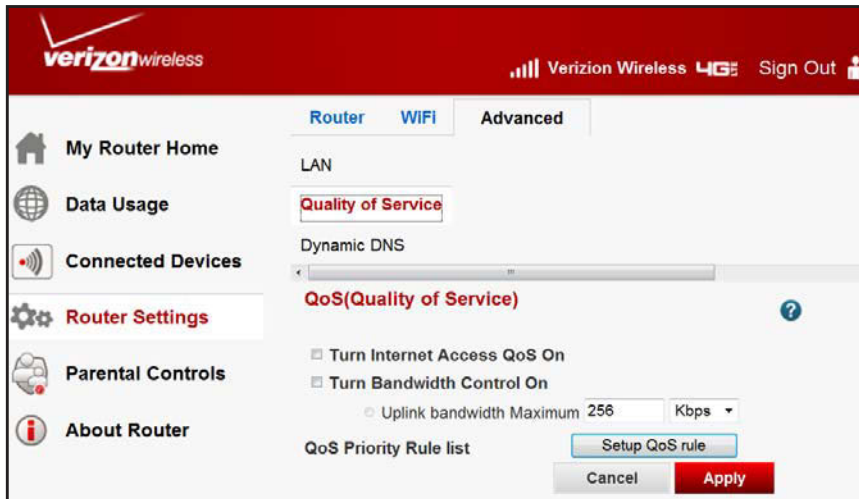 verizonwireless
Verizion Wireless 4G LTE Sign Out
Router WiFi Advanced
My Router Home
Data Usage
Connected Devices
Router Settings
Parental Controls
About Router
LAN
Quality of Service
Dynamic DNS
QoS(Quality of Service)
?
Turn Internet Access QoS On
Turn Bandwidth Control On
Uplink bandwidth Maximum 256 Kbps
QoS Priority Rule list Setup QoS rule
Cancel Apply